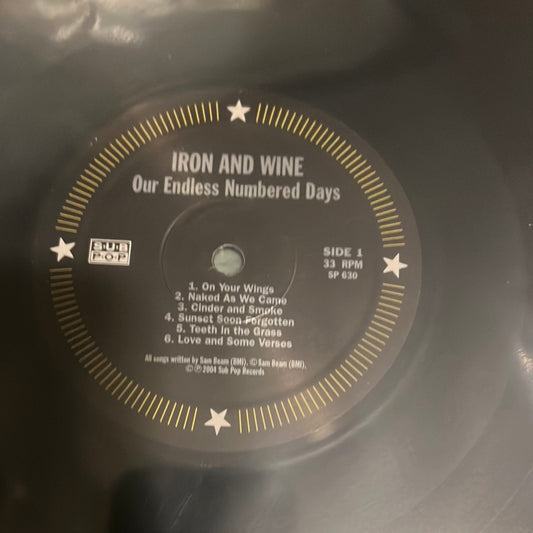 IRON AND WINE
Our Endless Numbered Days
SUB
POP
SIDE 1
33 RPM
SP 630
1. On Your Wings
2. Naked As We Came
3. Cinder and Smoke
4. Sunset Soon Forgotten
5. Teeth in the Grass
6. Love and Some Verses
All songs written by Sam Beam (BMI), ©Sam Beam (BMI),
©℗2004 Sub Pop Records